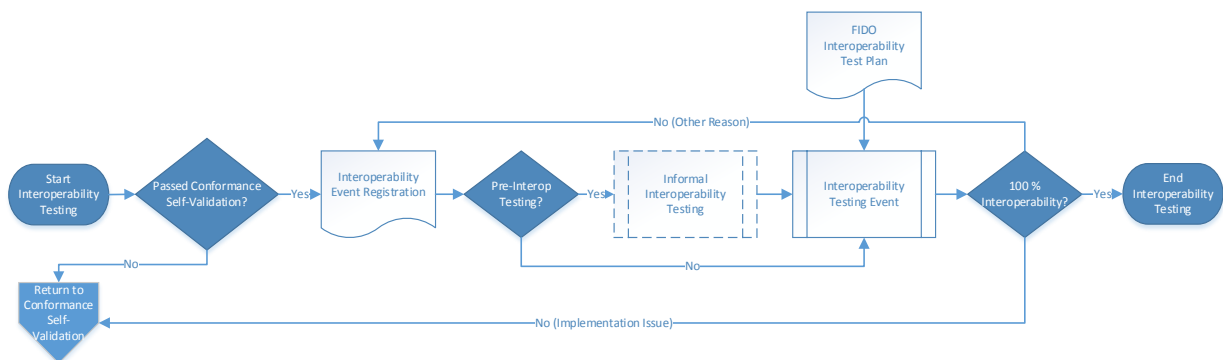 FIDO
Interoperability
Test Plan
No (Other Reason)
Start
Interoperability
Testing
Passed Conformance
Self-Validation?
Yes
Interoperability
Event Registration
Pre-Interop
Testing?
Yes
Informal
Interoperability
Testing
Interoperability
Testing Event
100 %
Interoperability?
Yes
End
Interoperability
Testing
No
No
Return to
Conformance
Self-
Validation
No (Implementation Issue)